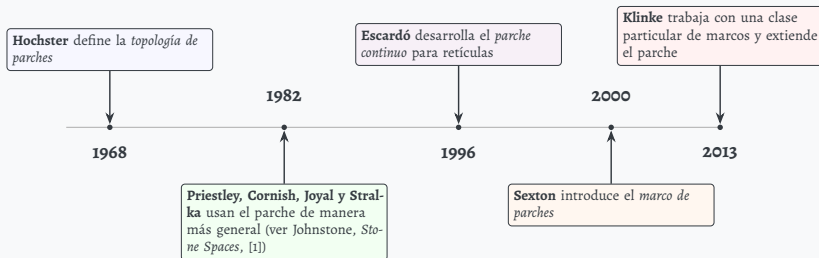 Hochster define la topología de
parches
1968
1982
Priestley, Cornish, Joyal y Stral-
ka usan el parche de manera
más general (ver Johnstone, Sto-
ne Spaces, [1])
Escardó desarrolla el parche
continuo para retículas
1996
2000
Sexton introduce el marco de
parches
Klinke trabaja con una clase
particular de marcos y extiende
el parche
2013